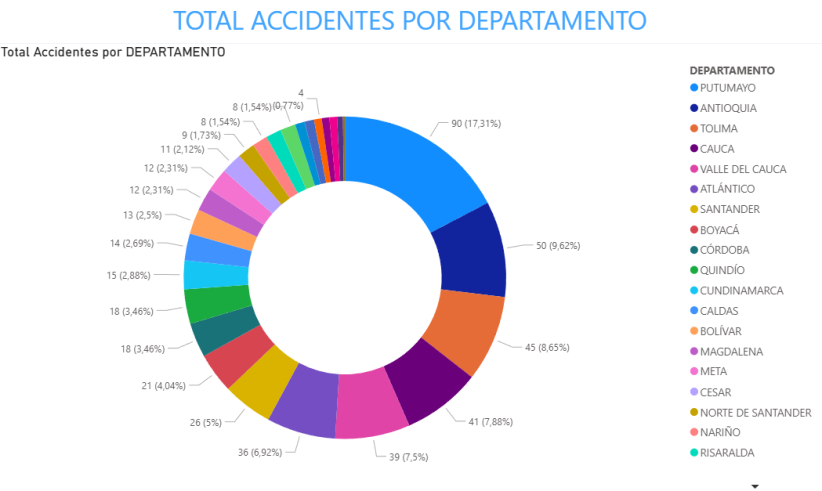 TOTAL ACCIDENTES POR DEPARTAMENTO
Total Accidentes por DEPARTAMENTO
4
8 (1,54%)
(0,77%)
8 (1,54%)
9 (1,73%)
11 (2,12%)
12 (2,31%)
12 (2,31%)
13 (2,5%)
14 (2,69%)
15 (2,88%)
18 (3,46%)
18 (3,46%)
21 (4,04%)
26 (5%)
36 (6,92%)
39 (7,5%)
41 (7,88%)
45 (8,65%)
50 (9,62%)
90 (17,31%)
DEPARTAMENTO
PUTUMAYO
ANTIOQUIA
TOLIMA
CAUCA
VALLE DEL CAUCA
ATLÁNTICO
SANTANDER
BOYACÁ
CÓRDOBA
QUINDÍO
CUNDINAMARCA
CALDAS
BOLÍVAR
MAGDALENA
META
CESAR
NORTE DE SANTANDER
NARIÑO
RISARALDA